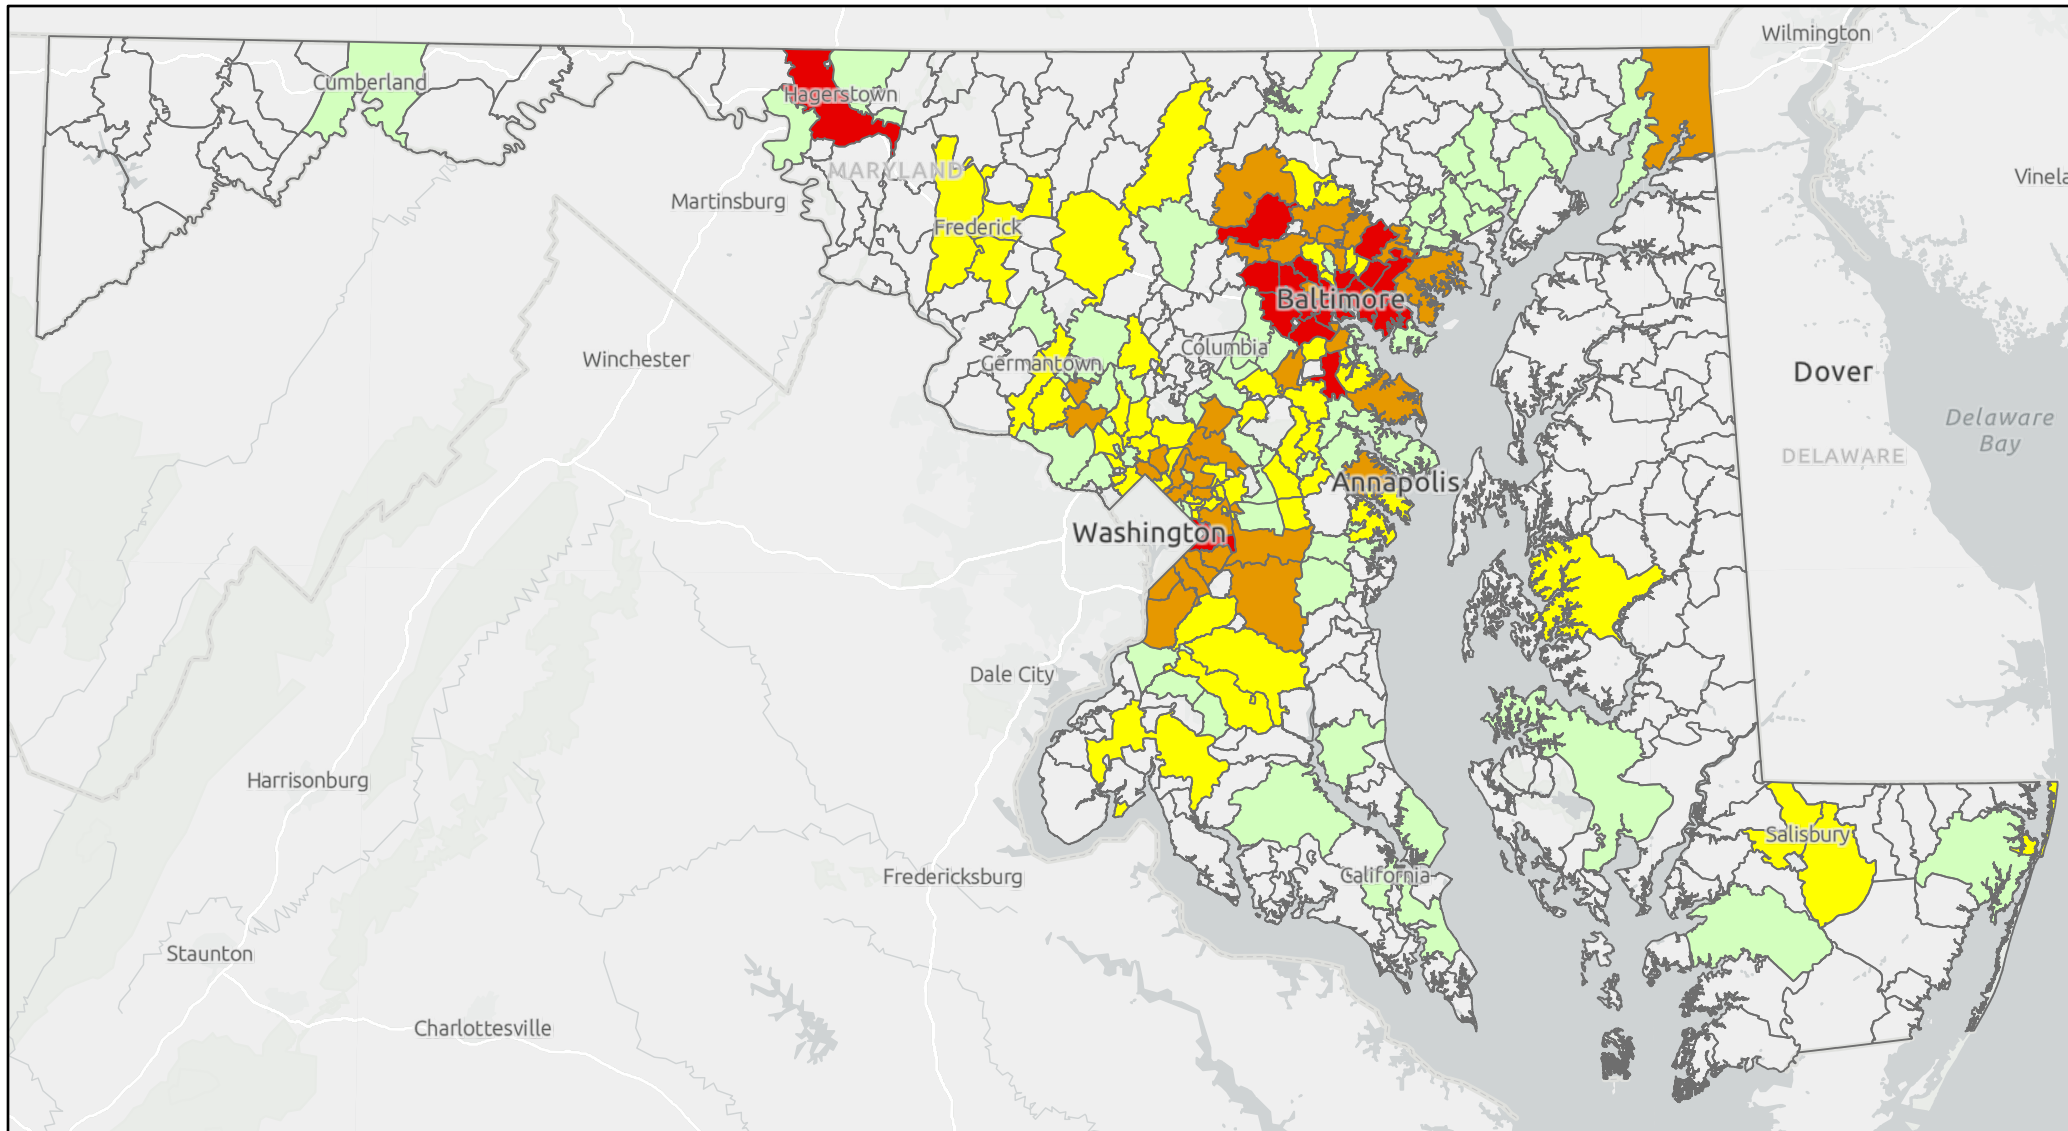 Wilmington
Cumberland
Hagerstown
MARYLAND
Martinsburg
Frederick
Baltimore
Winchester
Columbia
Germantown
Dover
Delaware
Bay
DELAWARE
Annapolis
Washington
Dale City
Harrisonburg
Salisbury
Fredericksburg
California
Staunton
Charlottesville